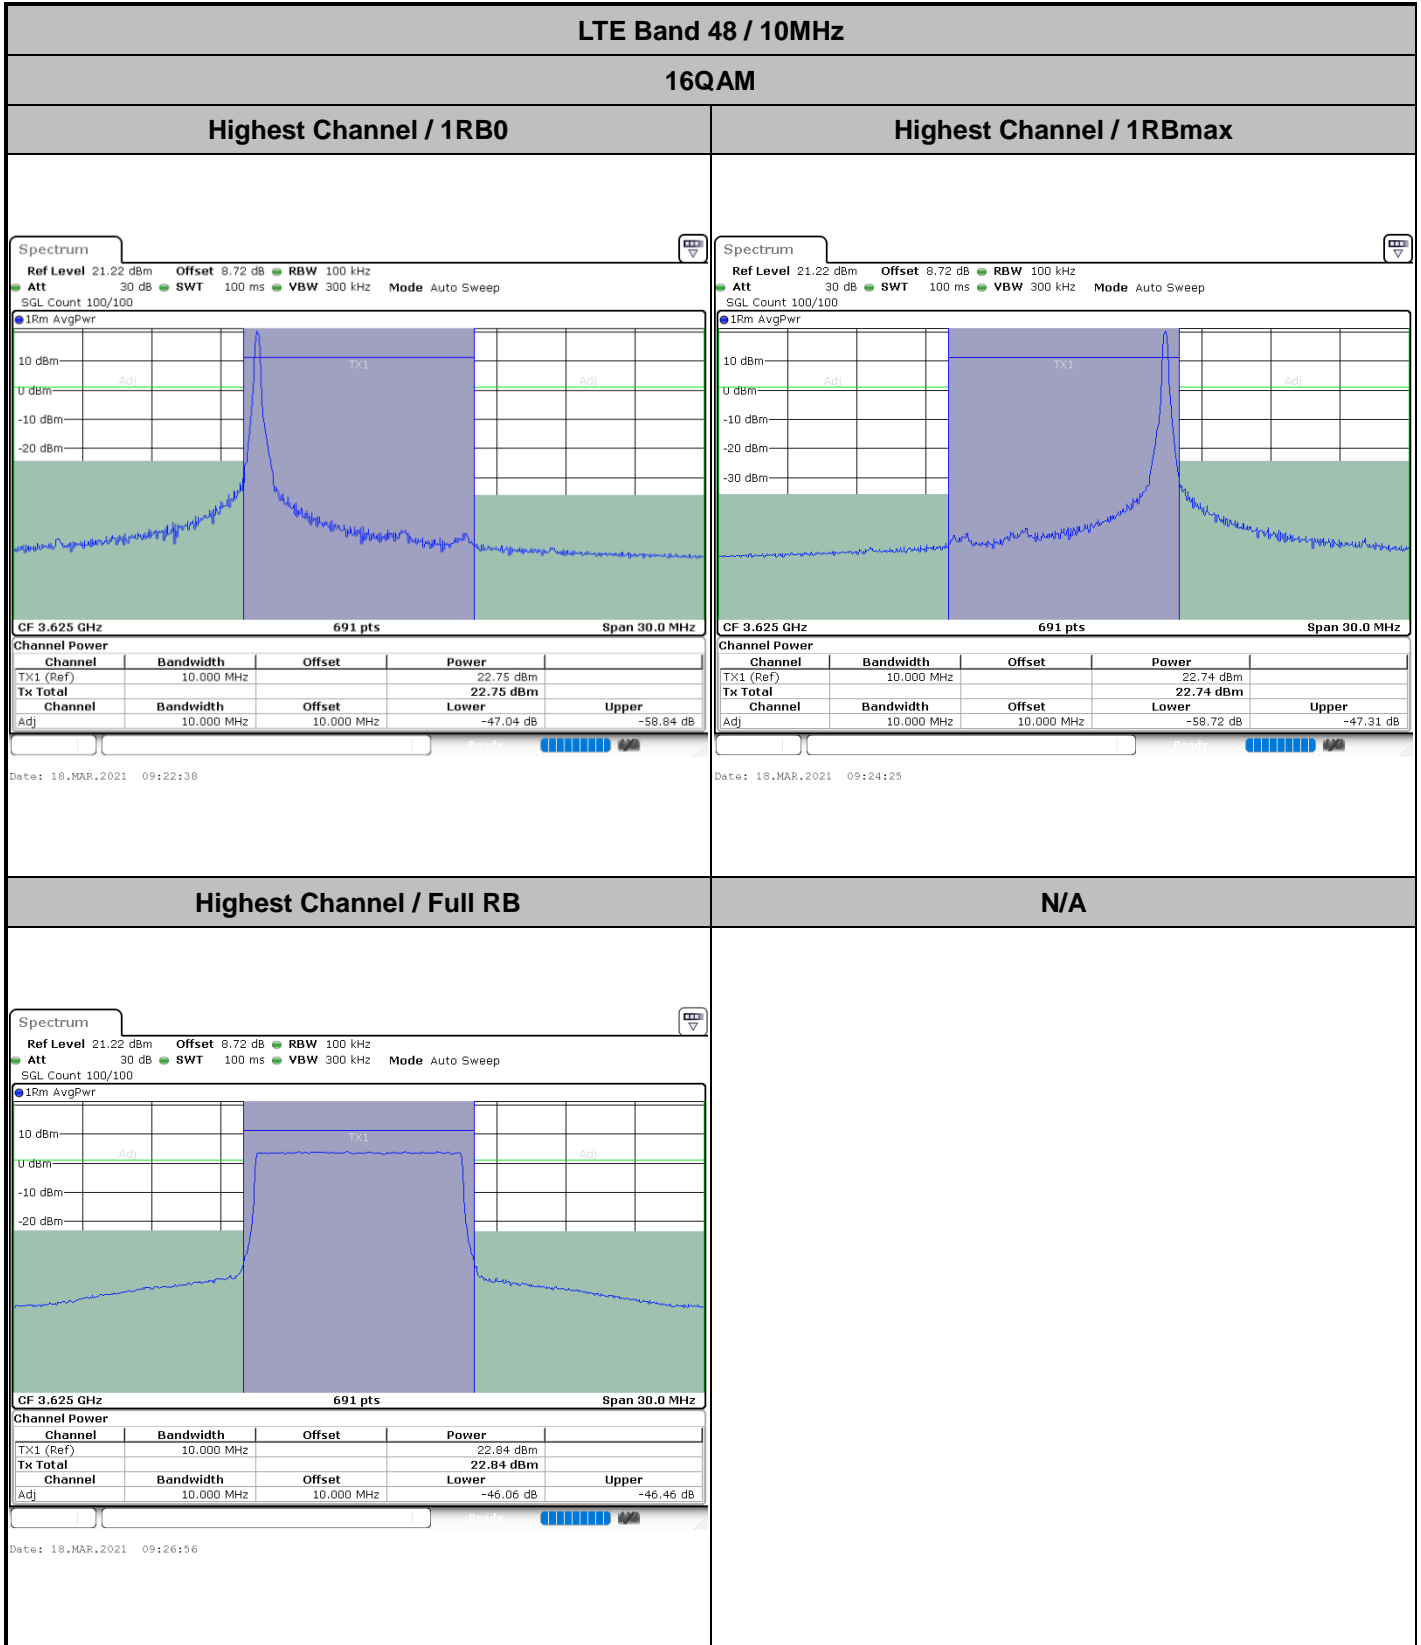 LTE Band 48 / 10MHz
16QAM
Highest Channel / 1RB0
Highest Channel / 1RBmax
Spectrum
Ref Level 21.22 dBm Offset 8.72 dB RBW 100 kHz
Att 30 dB SWT 100 ms VBW 300 kHz Mode Auto Sweep
SGL Count 100/100
1Rm AvgPwr
10 dBm
TX1
Adj
Adj
0 dBm
-10 dBm
-20 dBm
CF 3.625 GHz 691 pts Span 30.0 MHz
Channel Power
Channel Bandwidth Offset Power
TX1 (Ref) 10.000 MHz 22.75 dBm
Tx Total 22.75 dBm
Channel Bandwidth Offset Lower Upper
Adj 10.000 MHz 10.000 MHz -47.04 dB -58.84 dB
Ready
Date: 18.MAR.2021 09:22:38
Spectrum
Ref Level 21.22 dBm Offset 8.72 dB RBW 100 kHz
Att 30 dB SWT 100 ms VBW 300 kHz Mode Auto Sweep
SGL Count 100/100
1Rm AvgPwr
10 dBm
TX1
Adj
Adj
0 dBm
-10 dBm
-20 dBm
-30 dBm
CF 3.625 GHz 691 pts Span 30.0 MHz
Channel Power
Channel Bandwidth Offset Power
TX1 (Ref) 10.000 MHz 22.74 dBm
Tx Total 22.74 dBm
Channel Bandwidth Offset Lower Upper
Adj 10.000 MHz 10.000 MHz -58.72 dB -47.31 dB
Ready
Date: 18.MAR.2021 09:24:25
Highest Channel / Full RB
N/A
Spectrum
Ref Level 21.22 dBm Offset 8.72 dB RBW 100 kHz
Att 30 dB SWT 100 ms VBW 300 kHz Mode Auto Sweep
SGL Count 100/100
1Rm AvgPwr
10 dBm
TX1
Adj
Adj
0 dBm
-10 dBm
-20 dBm
CF 3.625 GHz 691 pts Span 30.0 MHz
Channel Power
Channel Bandwidth Offset Power
TX1 (Ref) 10.000 MHz 22.84 dBm
Tx Total 22.84 dBm
Channel Bandwidth Offset Lower Upper
Adj 10.000 MHz 10.000 MHz -46.06 dB -46.46 dB
Ready
Date: 18.MAR.2021 09:26:56